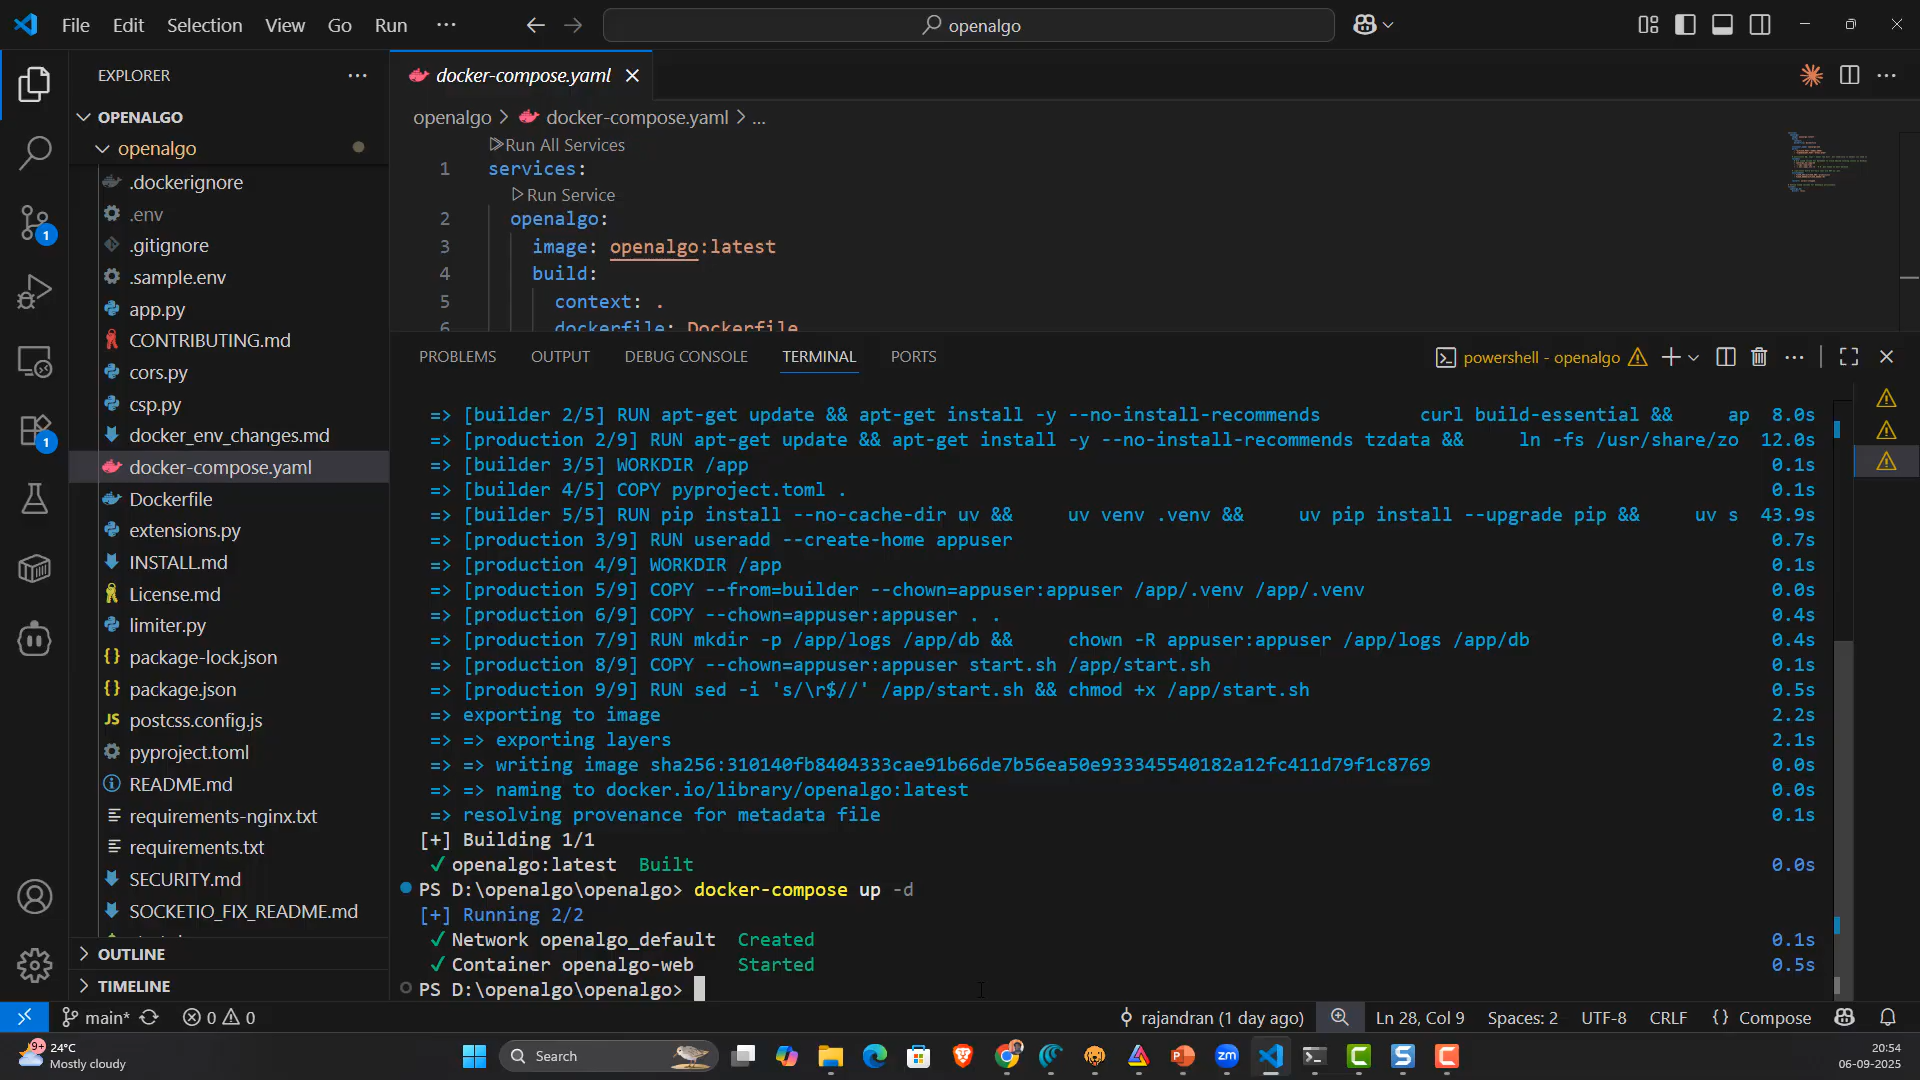 File Edit Selection View Go Run ...
openalgo
EXPLORER
OPENALGO
openalgo
.dockerignore
.env
.gitignore
.sample.env
app.py
CONTRIBUTING.md
cors.py
csp.py
docker_env_changes.md
docker-compose.yaml
Dockerfile
extensions.py
INSTALL.md
License.md
limiter.py
package-lock.json
package.json
postcss.config.js
pyproject.toml
README.md
requirements-nginx.txt
requirements.txt
SECURITY.md
SOCKETIO_FIX_README.md
OUTLINE
TIMELINE
1
1
docker-compose.yaml
openalgo > docker-compose.yaml > ...
Run All Services
1 services:
Run Service
2 openalgo:
3 image: openalgo:latest
4 build:
5 context: .
6 dockerfile: Dockerfile
PROBLEMS OUTPUT DEBUG CONSOLE TERMINAL PORTS
powershell - openalgo
=> [builder 2/5] RUN apt-get update && apt-get install -y --no-install-recommends curl build-essential && ap 8.0s
=> [production 2/9] RUN apt-get update && apt-get install -y --no-install-recommends tzdata && ln -fs /usr/share/zo 12.0s
=> [builder 3/5] WORKDIR /app 0.1s
=> [builder 4/5] COPY pyproject.toml . 0.1s
=> [builder 5/5] RUN pip install --no-cache-dir uv && uv venv .venv && uv pip install --upgrade pip && uv s 43.9s
=> [production 3/9] RUN useradd --create-home appuser 0.7s
=> [production 4/9] WORKDIR /app 0.1s
=> [production 5/9] COPY --from=builder --chown=appuser:appuser /app/.venv /app/.venv 0.0s
=> [production 6/9] COPY --chown=appuser:appuser . . 0.4s
=> [production 7/9] RUN mkdir -p /app/logs /app/db && chown -R appuser:appuser /app/logs /app/db 0.4s
=> [production 8/9] COPY --chown=appuser:appuser start.sh /app/start.sh 0.1s
=> [production 9/9] RUN sed -i 's/\r$//' /app/start.sh && chmod +x /app/start.sh 0.5s
=> exporting to image 2.2s
=> => exporting layers 2.1s
=> => writing image sha256:310140fb8404333cae91b66de7b56ea50e933345540182a12fc411d79f1c8769 0.0s
=> => naming to docker.io/library/openalgo:latest 0.0s
=> resolving provenance for metadata file 0.1s
[+] Building 1/1
✓ openalgo:latest Built 0.0s
PS D:\openalgo\openalgo> docker-compose up -d
[+] Running 2/2
✓ Network openalgo_default Created 0.1s
✓ Container openalgo-web Started 0.5s
PS D:\openalgo\openalgo>
main* 0 0 rajandran (1 day ago) Ln 28, Col 9 Spaces: 2 UTF-8 CRLF {} Compose
9+ 24°C
Mostly cloudy
Search
zm
20:54
06-09-2025